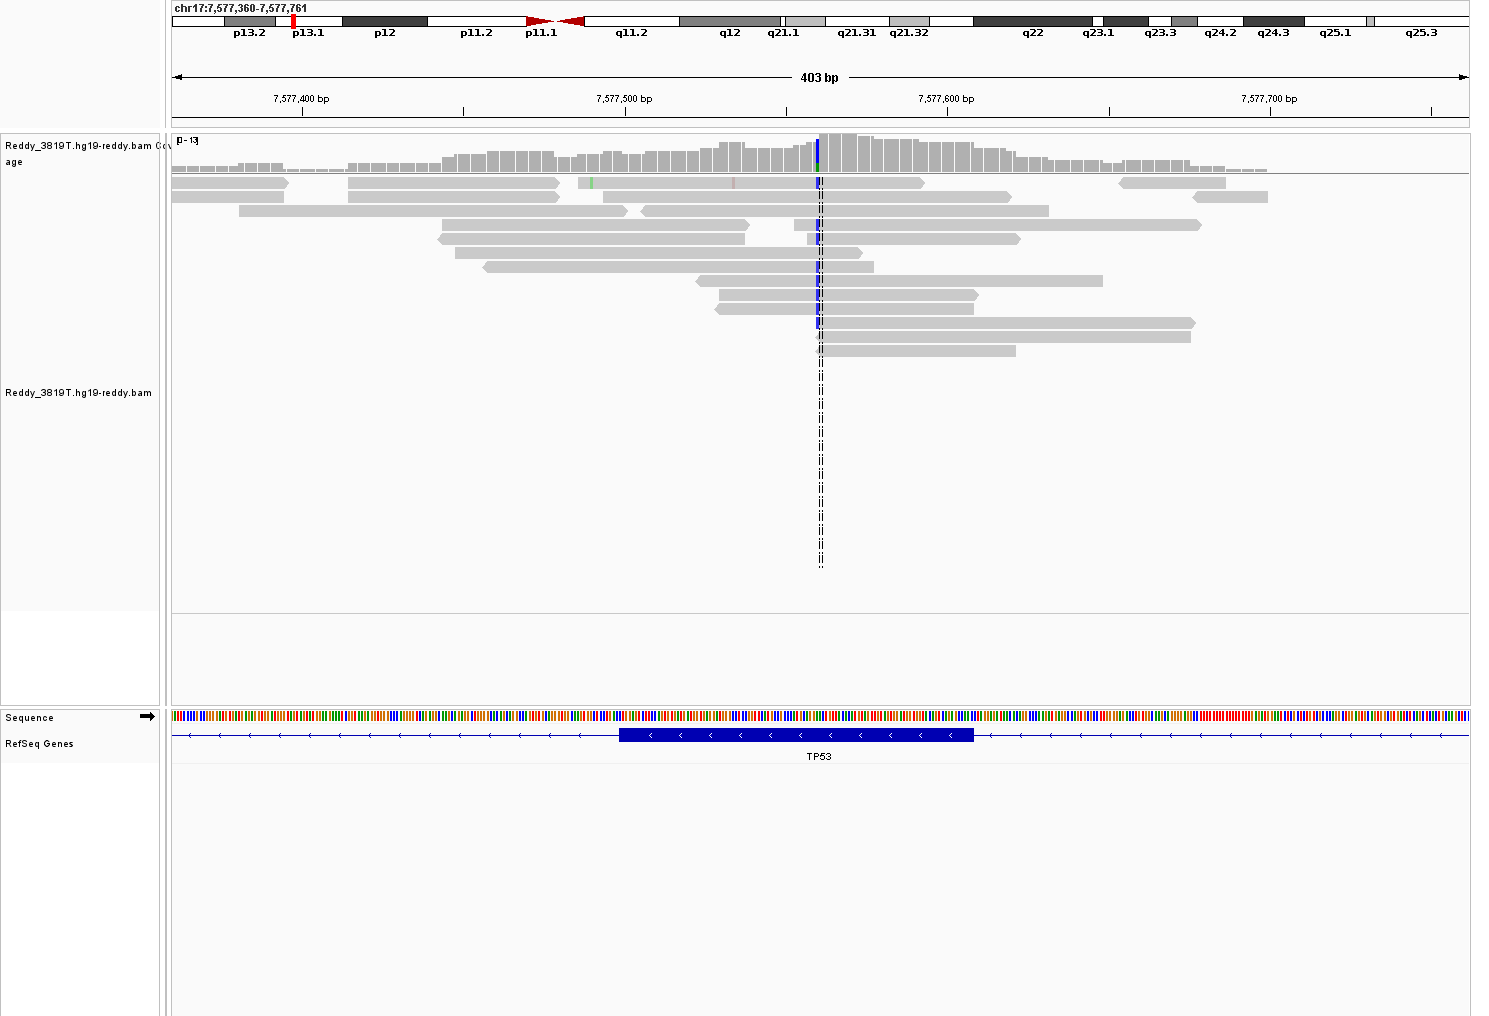 chr17:7,577,360-7,577,761
p13.2 p13.1 p12 p11.2 p11.1 q11.2 q12 q21.1 q21.31 q21.32 q22 q23.1 q23.3 q24.2 q24.3 q25.1 q25.3
403 bp
7,577,400 bp 7,577,500 bp 7,577,600 bp 7,577,700 bp
Reddy_3819T.hg19-reddy.bam Cov
age
[0 - 13]
Reddy_3819T.hg19-reddy.bam
Sequence
RefSeq Genes
TP53